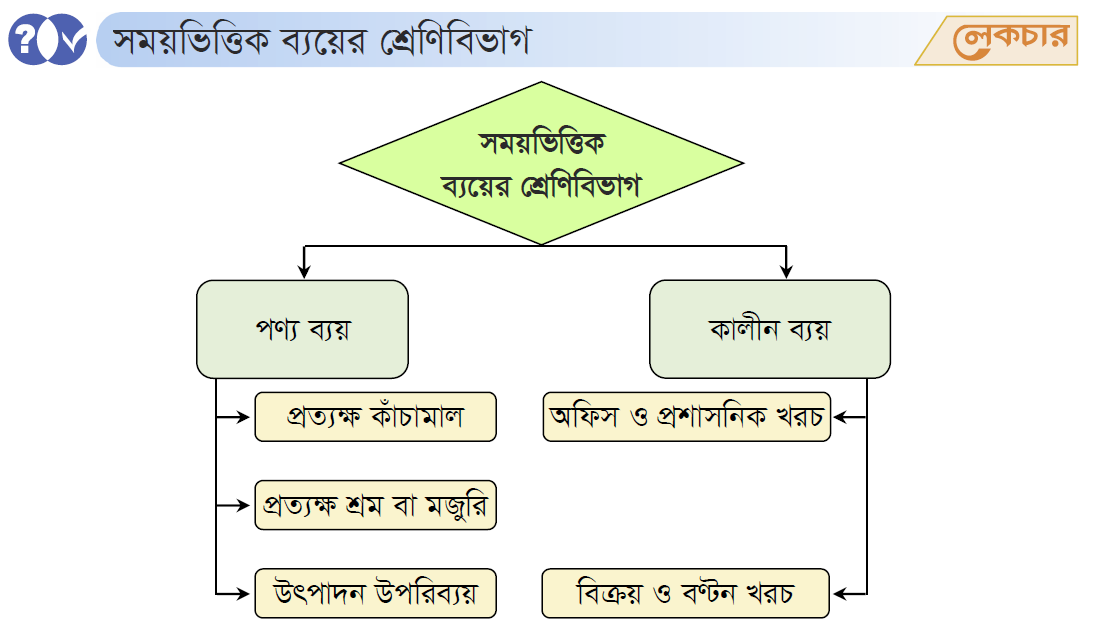 ?
সময়ভিত্তিক ব্যয়ের শ্রেণিবিভাগ
লেকচার
সময়ভিত্তিক
ব্যয়ের শ্রেণিবিভাগ
পণ্য ব্যয়
কালীন ব্যয়
প্রত্যক্ষ কাঁচামাল
অফিস ও প্রশাসনিক খরচ
প্রত্যক্ষ শ্রম বা মজুরি
উৎপাদন উপরিব্যয়
বিক্রয় ও বণ্টন খরচ